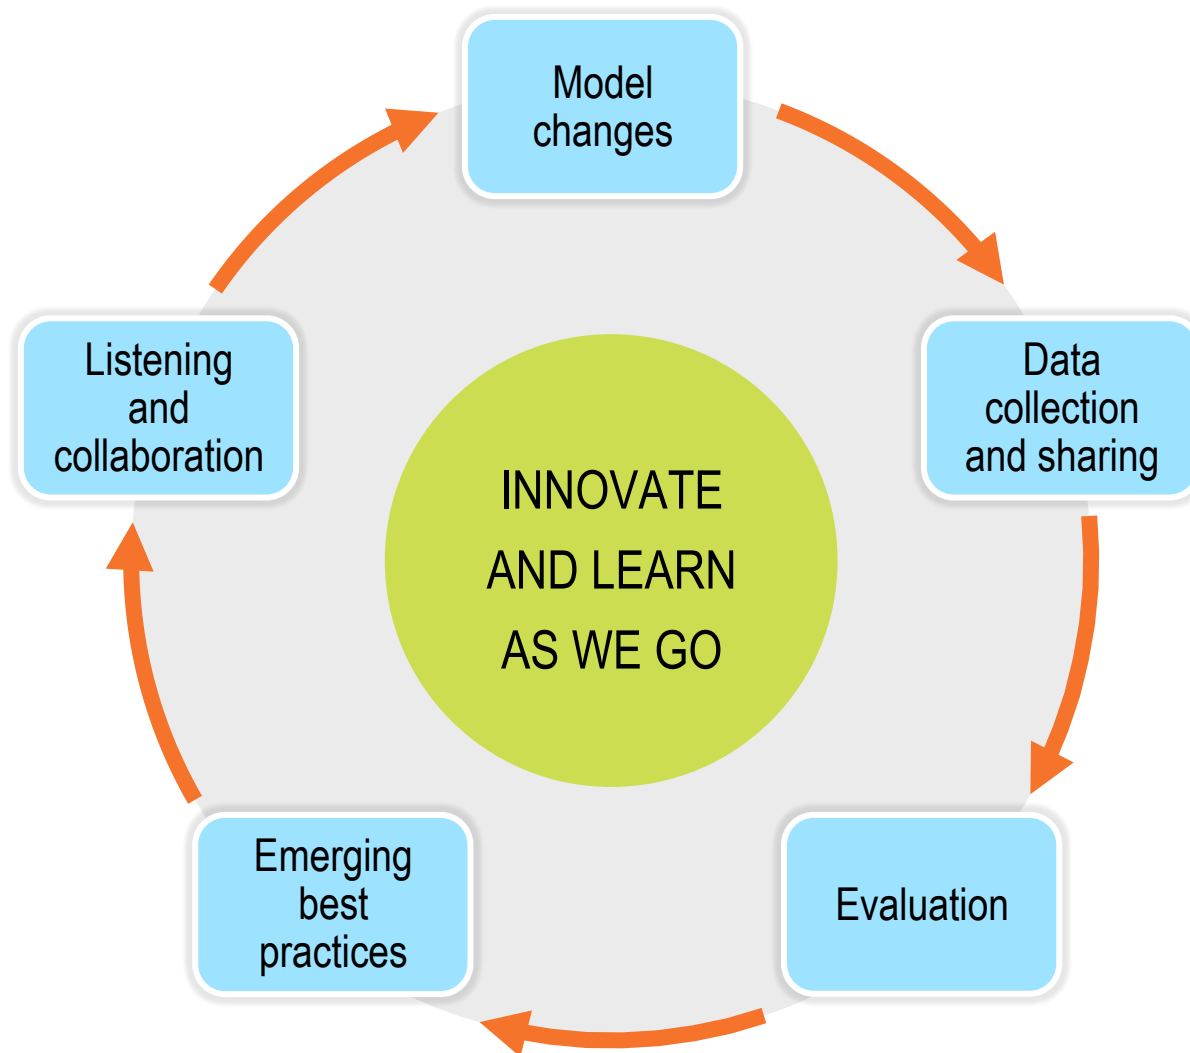 Model
changes
Data
collection
and sharing
Evaluation
Emerging
best
practices
Listening
and
collaboration
INNOVATE
AND LEARN
AS WE GO